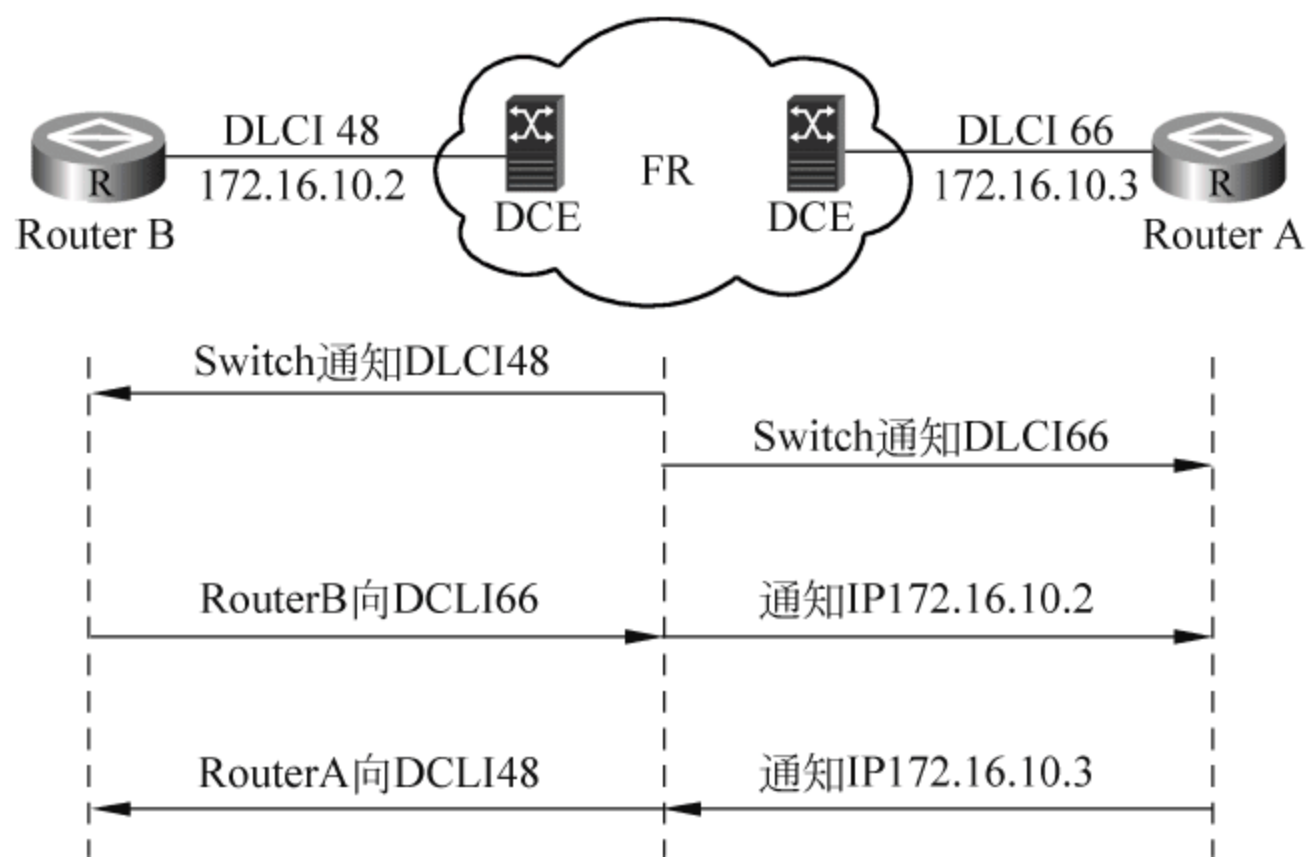 DLCI 48
172.16.10.2
R
Router B
DCE
FR
DCE
DLCI 66
172.16.10.3
R
Router A
Switch通知DLCI48
Switch通知DLCI66
RouterB向DCLI66
通知IP172.16.10.2
RouterA向DCLI48
通知IP172.16.10.3